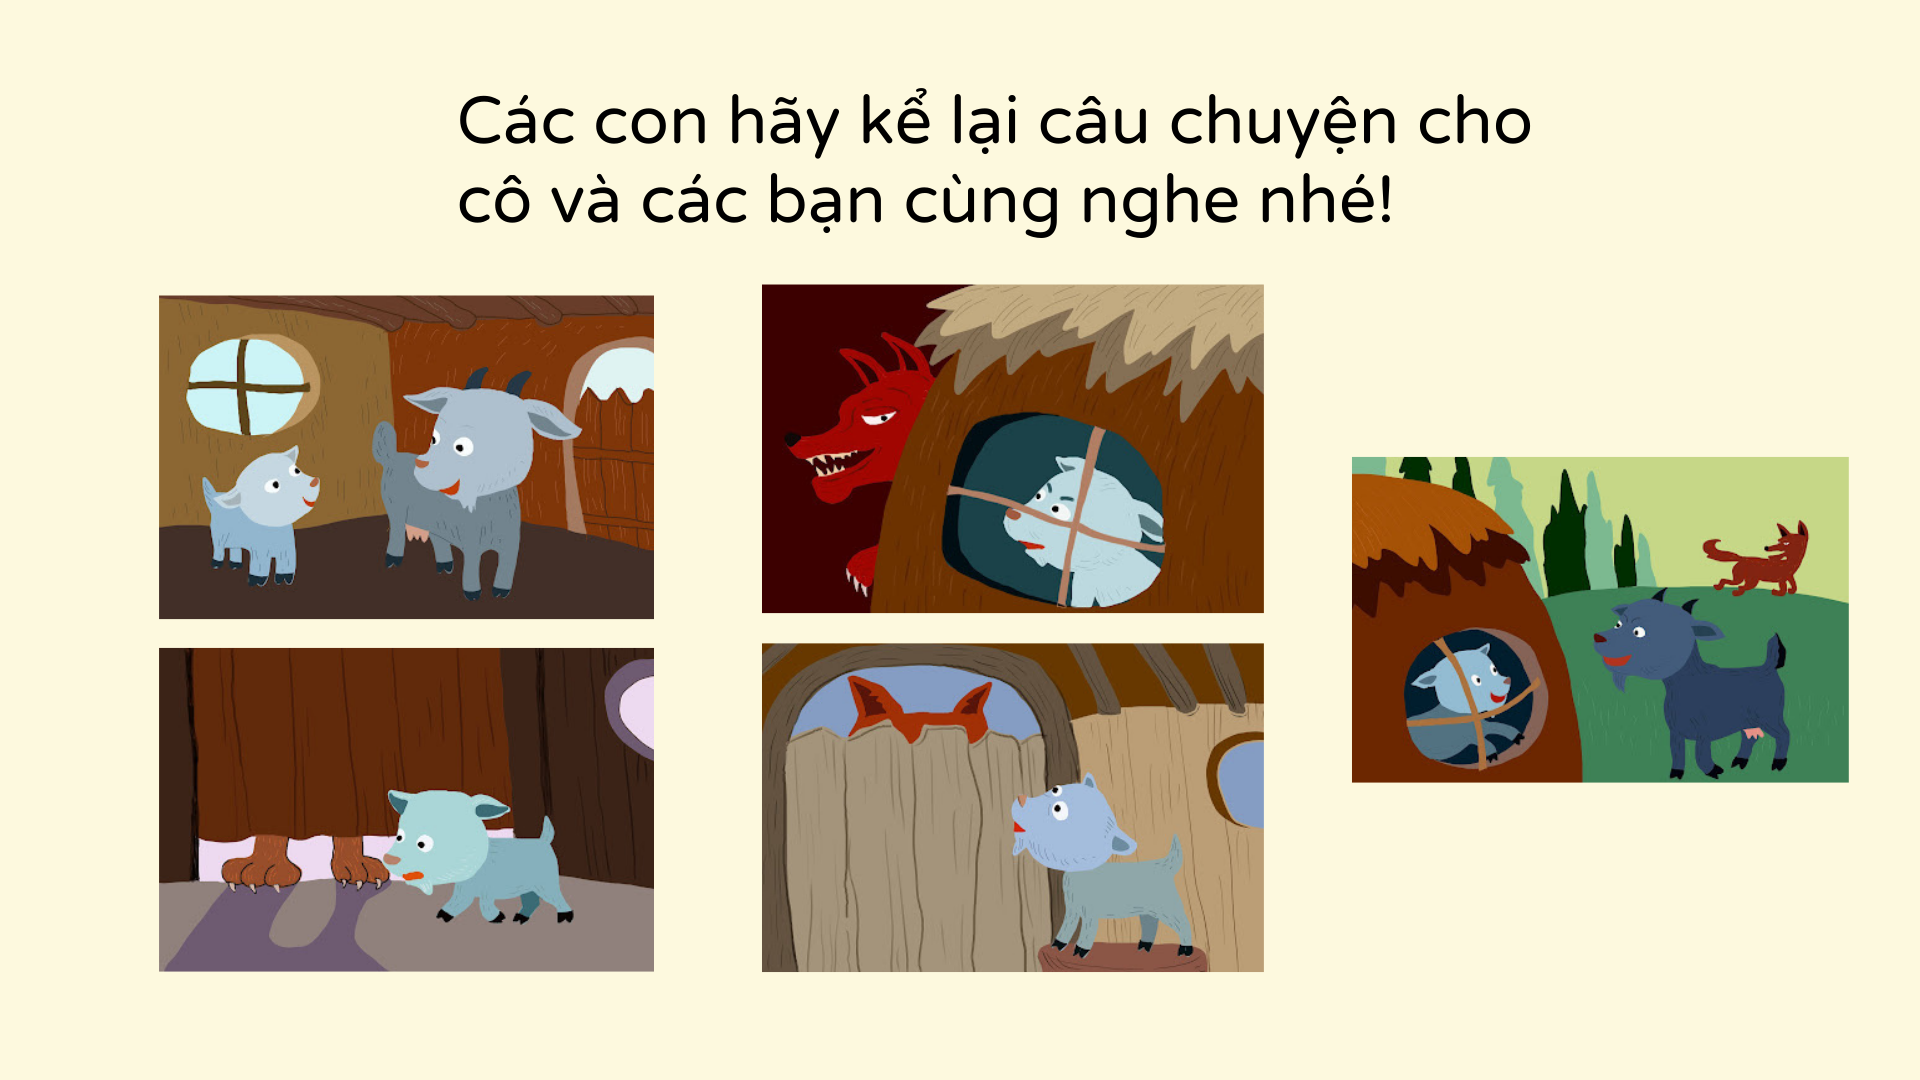 Các con hãy kể lại câu chuyện cho
cô và các bạn cùng nghe nhé!